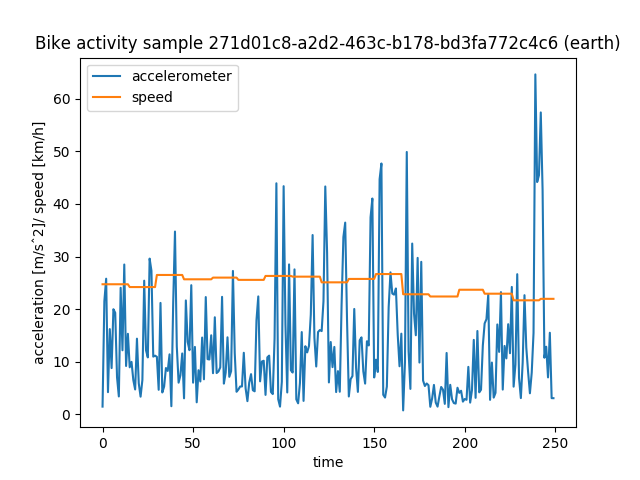 Bike activity sample 271d01c8-a2d2-463c-b178-bd3fa772c4c6 (earth)
accelerometer
speed
acceleration [m/s^2]/ speed [km/h]
60
50
40
30
20
10
0
0 50 100 150 200 250
time